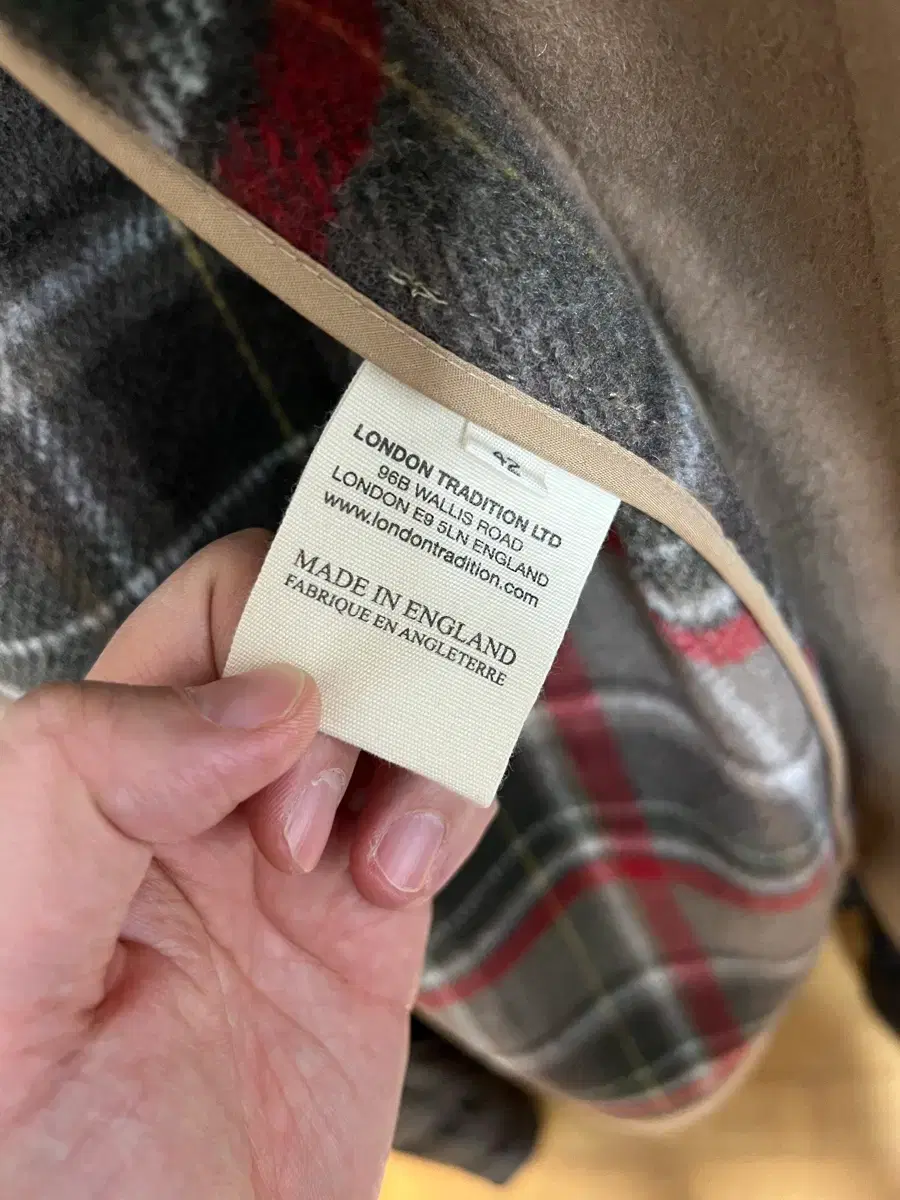 42
LONDON TRADITION LTD
96B WALLIS ROAD
LONDON E9 5LN ENGLAND
www.londontradition.com
MADE IN ENGLAND
FABRIQUE EN ANGLETERRE